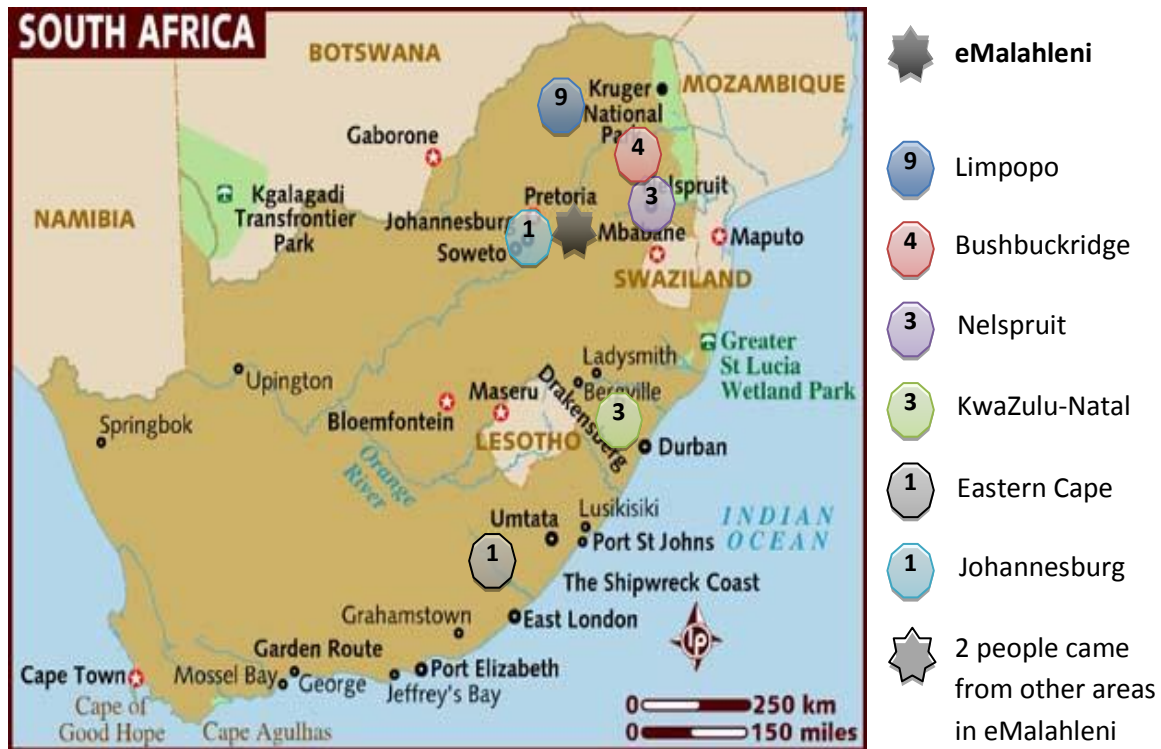 SOUTH AFRICA
BOTSWANA
MOZAMBIQUE
NAMIBIA
Kruger
National
9
4
Gaborone
Kgalagadi
Transfrontier
Park
Pretoria
3
Johannesburg
1
Soweto
Mbabane
Maputo
SWAZILAND
Greater
St Lucia
Wetland Park
Ladysmith
Bergville
Drakensberg
3
Upington
Springbok
Maseru
Bloemfontein
LESOTHO
Durban
Orange
River
Umtata
Lusikisiki
Port St Johns
INDIAN
OCEAN
1
The Shipwreck Coast
Grahamstown
East London
Garden Route
Port Elizabeth
Cape Town
Mossel Bay
George
Jeffrey's Bay
Cape of
Good Hope
Cape Agulhas
lp
0 250 km
0 150 miles
eMalahleni
9 Limpopo
4 Bushbuckridge
3 Nelspruit
3 KwaZulu-Natal
1 Eastern Cape
1 Johannesburg
2 people came
from other areas
in eMalahleni